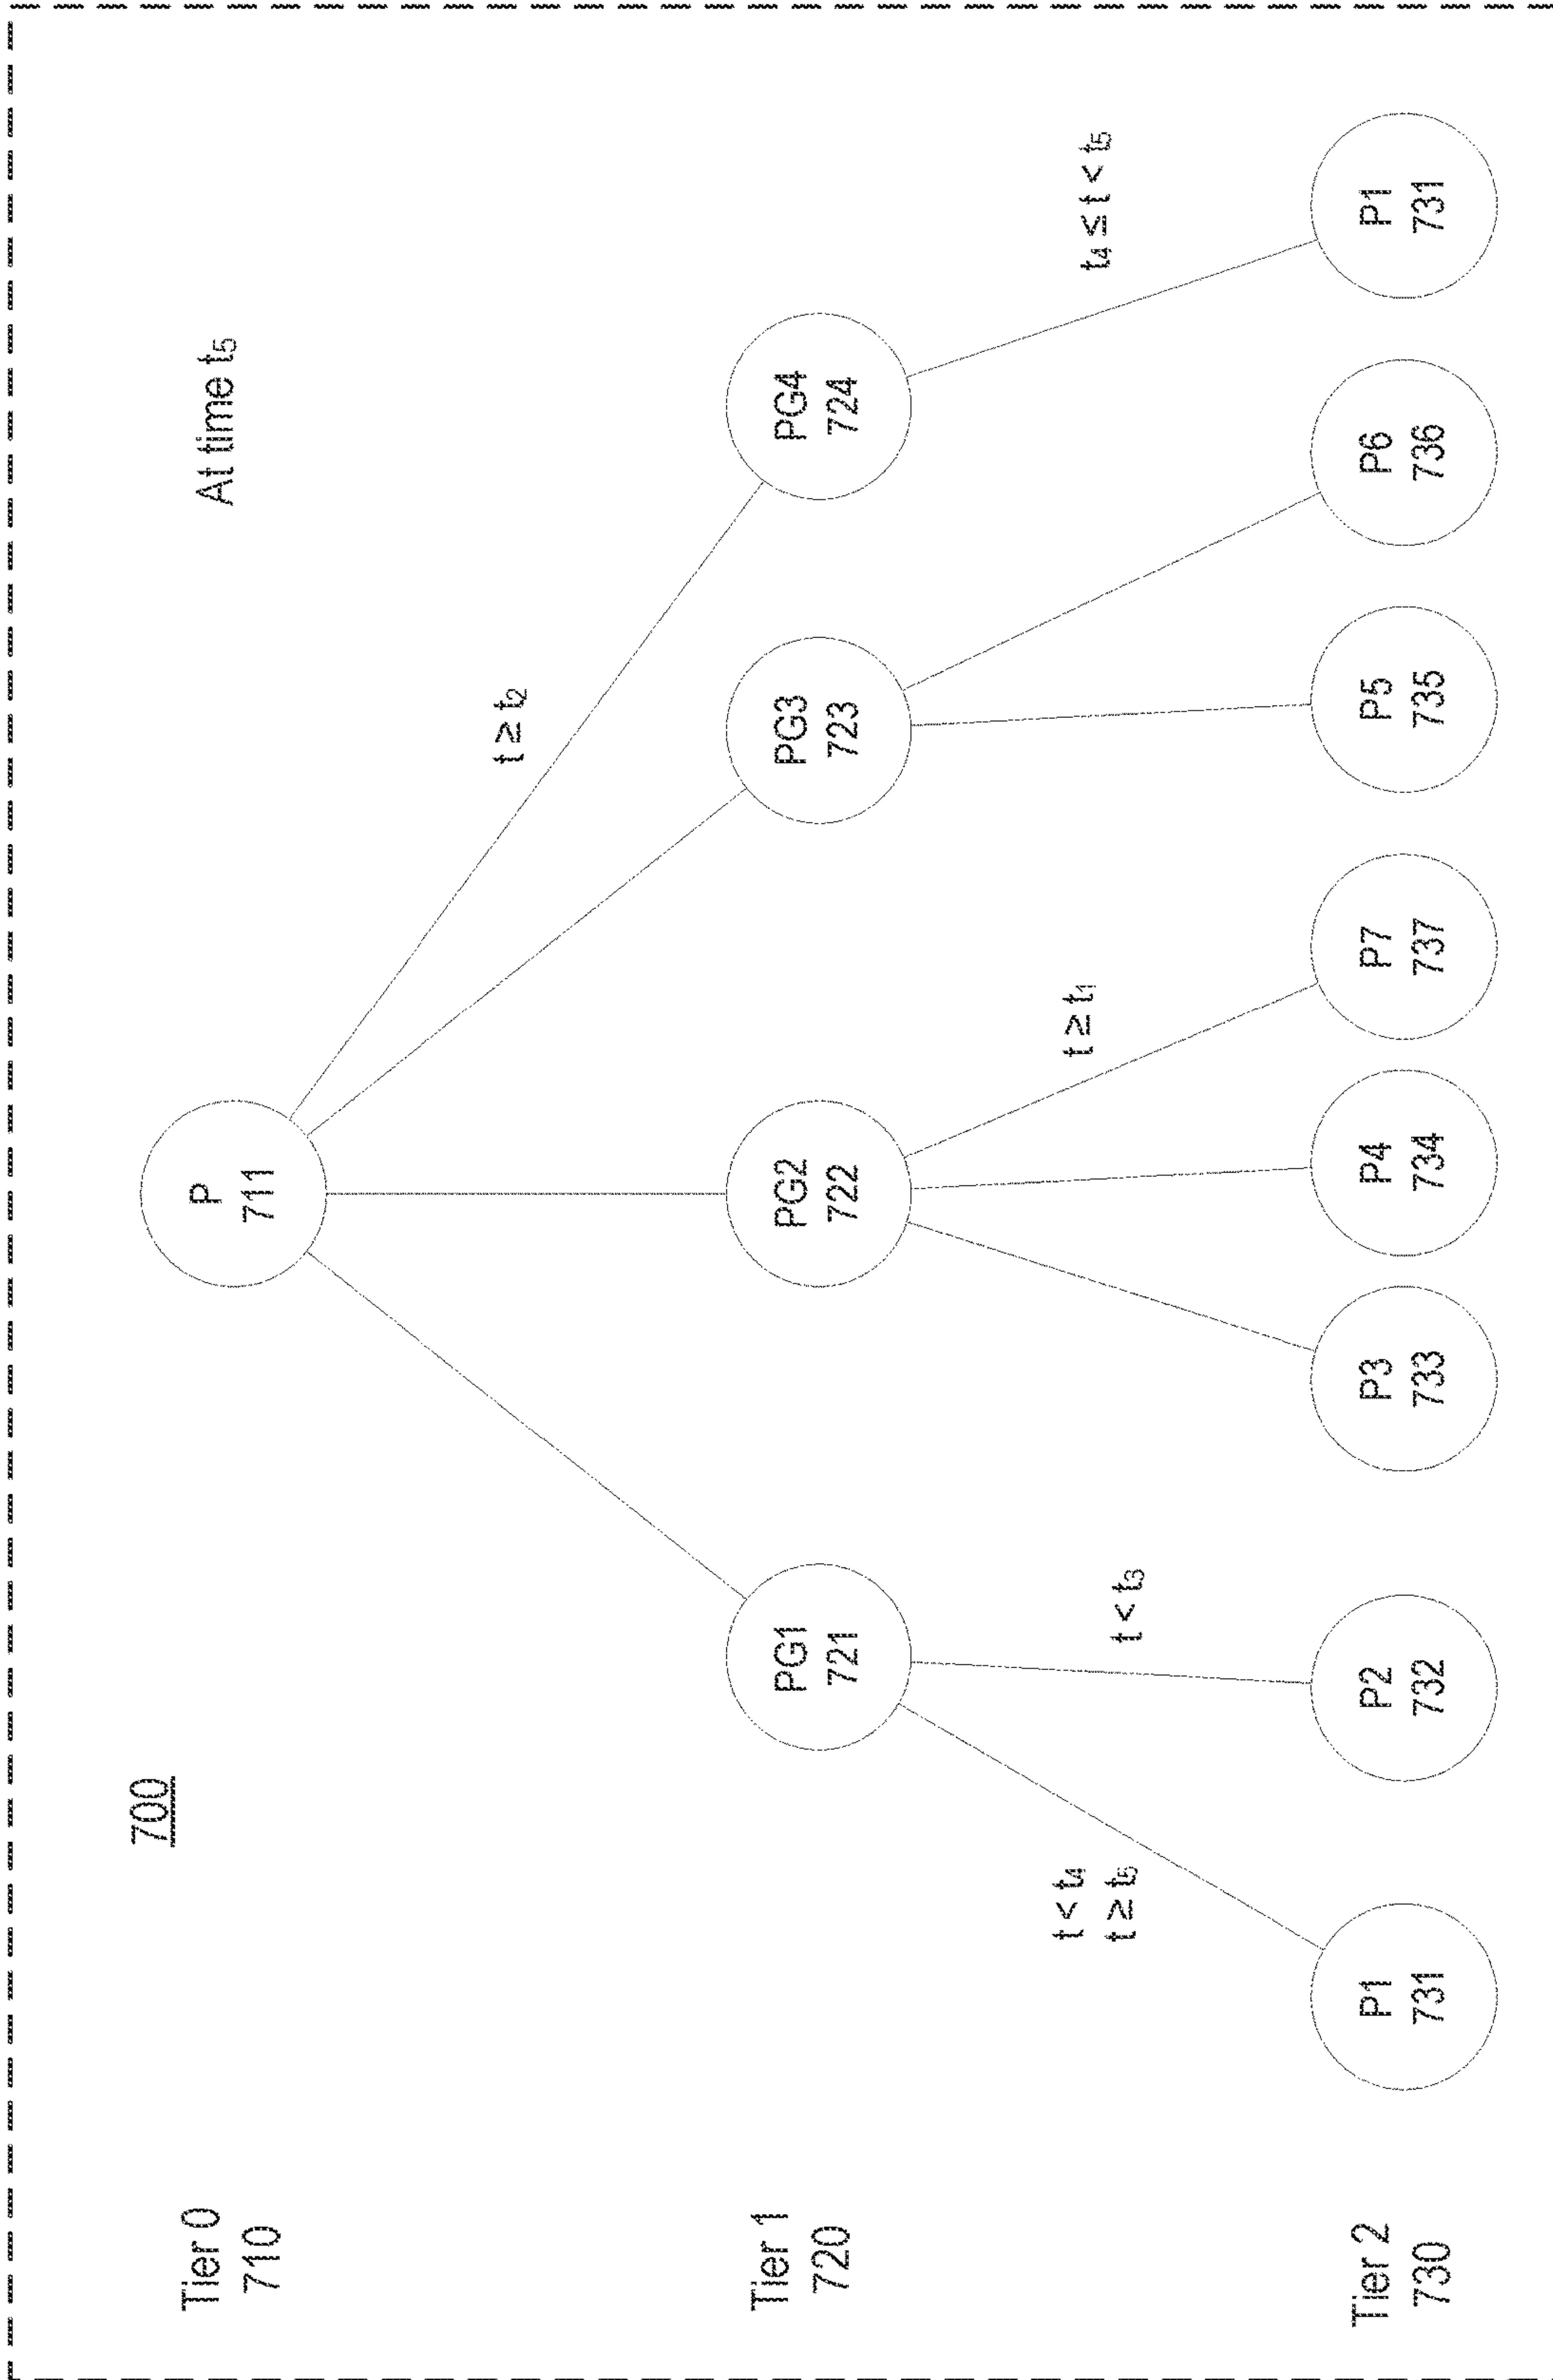 700
At time t₅
Tier 0
710
P
711
t ≥ t₂
Tier 1
720
PG1
721
PG2
722
PG3
723
PG4
724
t < t₄
t ≥ t₅
t < t₃
t ≥ t₁
t₄ ≤ t < t₅
Tier 2
730
P1
731
P2
732
P3
733
P4
734
P7
737
P5
735
P6
736
P1
731